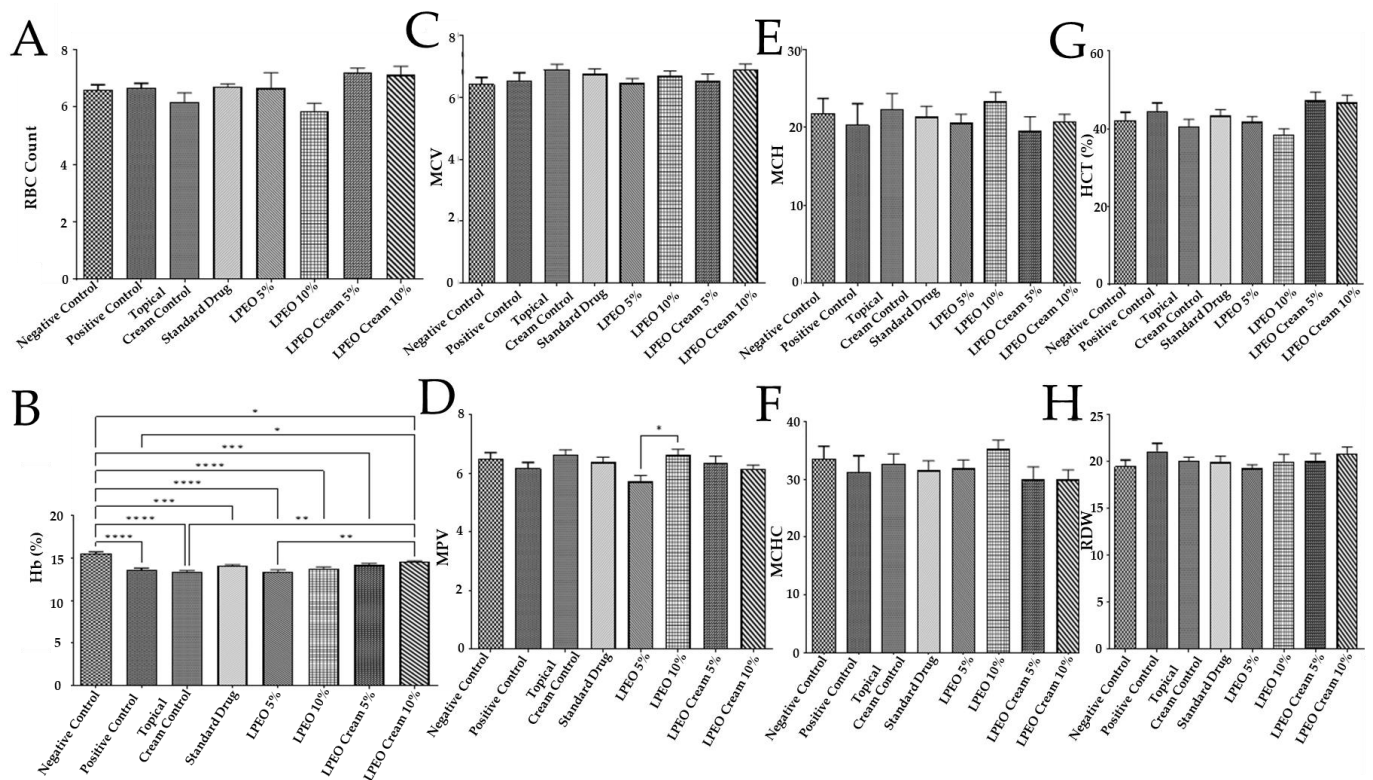 A
RBC Count
8
6
4
2
0
Negative Control
Positive Control
Topical
Cream Control
Standard Drug
LPEO 5%
LPEO 10%
LPEO Cream 5%
LPEO Cream 10%
C
MCV
8
6
4
2
0
Negative Control
Positive Control
Topical
Cream Control
Standard Drug
LPEO 5%
LPEO 10%
LPEO Cream 5%
LPEO Cream 10%
E
MCH
30
20
10
0
Negative Control
Positive Control
Topical
Cream Control
Standard Drug
LPEO 5%
LPEO 10%
LPEO Cream 5%
LPEO Cream 10%
G
HCT (%)
60
40
20
0
Negative Control
Positive Control
Topical
Cream Control
Standard Drug
LPEO 5%
LPEO 10%
LPEO Cream 5%
LPEO Cream 10%
B
*
*
***
****
****
***
**** **
**** **
Hb (%)
20
15
10
5
0
Negative Control
Positive Control
Topical
Cream Control
Standard Drug
LPEO 5%
LPEO 10%
LPEO Cream 5%
LPEO Cream 10%
D
*
MPV
8
6
4
2
0
Negative Control
Positive Control
Topical
Cream Control
Standard Drug
LPEO 5%
LPEO 10%
LPEO Cream 5%
LPEO Cream 10%
F
MCHC
40
30
20
10
0
Negative Control
Positive Control
Topical
Cream Control
Standard Drug
LPEO 5%
LPEO 10%
LPEO Cream 5%
LPEO Cream 10%
H
RDW
25
20
15
10
5
0
Negative Control
Positive Control
Topical
Cream Control
Standard Drug
LPEO 5%
LPEO 10%
LPEO Cream 5%
LPEO Cream 10%